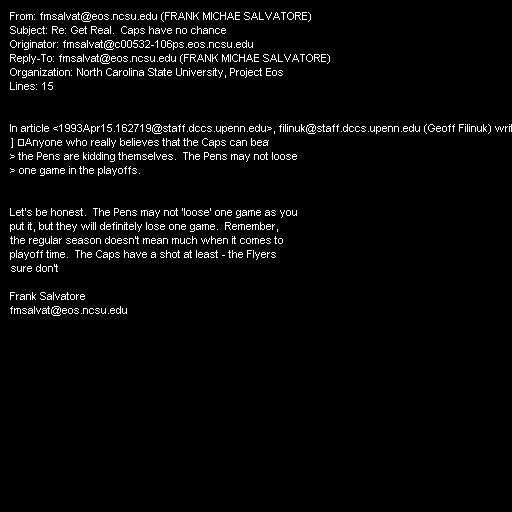 From: fmsalvat@eos.ncsu.edu (FRANK MICHAE SALVATORE)
Subject: Re: Get Real.  Caps have no chance
Originator: fmsalvat@c00532-106ps.eos.ncsu.edu
Reply-To: fmsalvat@eos.ncsu.edu (FRANK MICHAE SALVATORE)
Organization: North Carolina State University, Project Eos
Lines: 15
In article <1993Apr15.162719@staff.dccs.upenn.edu>, filinuk@staff.dccs.upenn.edu (Geoff Filinuk) writ
] Anyone who really believes that the Caps can bea
> the Pens are kidding themselves.  The Pens may not loose
> one game in the playoffs.
Let's be honest.  The Pens may not 'loose' one game as you
put it, but they will definitely lose one game.  Remember,
the regular season doesn't mean much when it comes to
playoff time.  The Caps have a shot at least - the Flyers
sure don't
Frank Salvatore
fmsalvat@eos.ncsu.edu